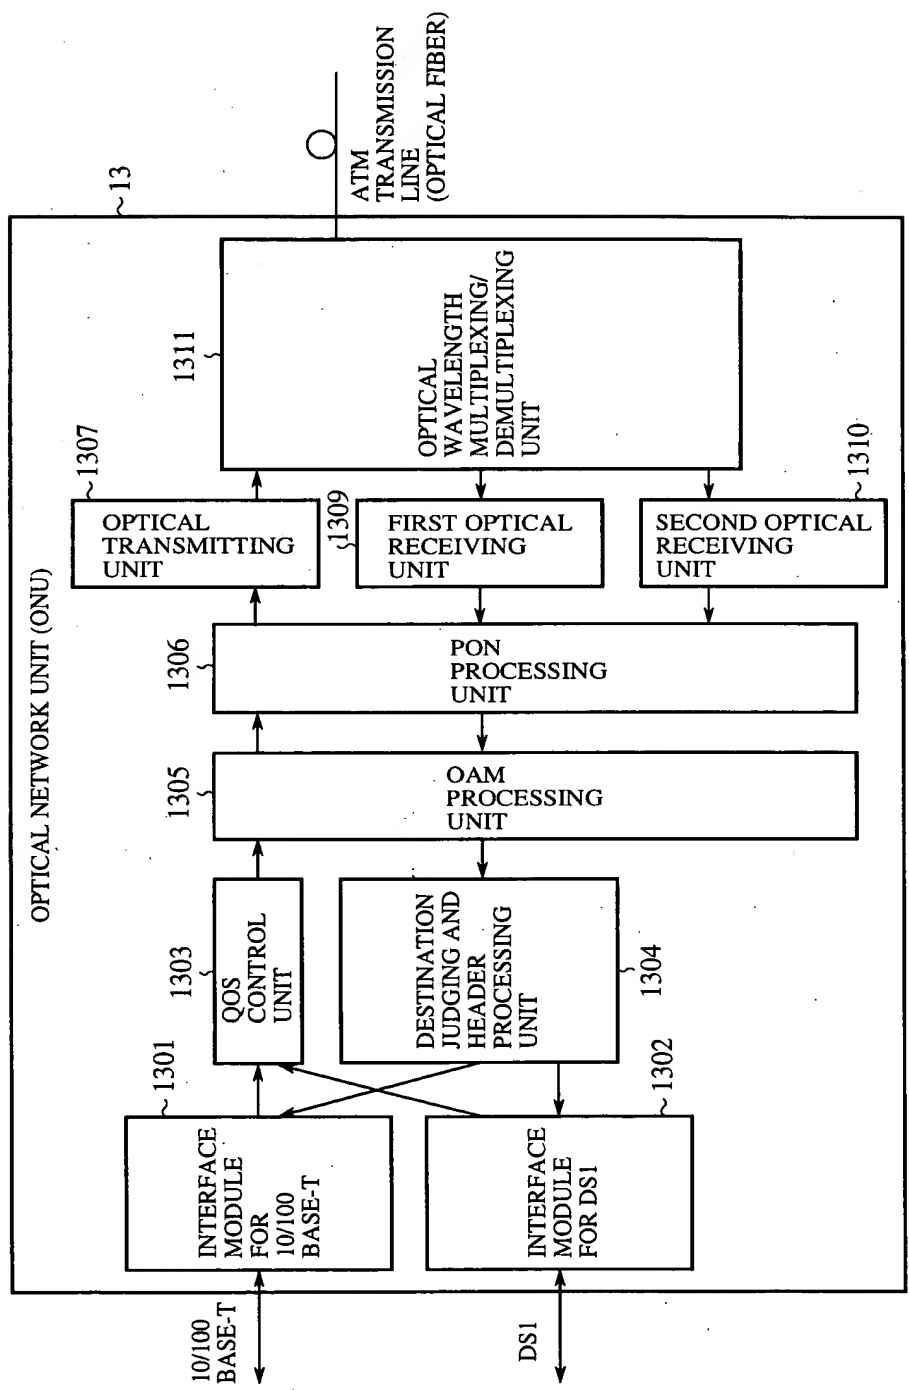 OPTICAL NETWORK UNIT (ONU)
13
10/100
BASE-T
DS1
1301
INTERFACE
MODULE
FOR
10/100
BASE-T
1302
INTERFACE
MODULE
FOR DS1
1303
QOS
CONTROL
UNIT
1304
DESTINATION
JUDGING AND
HEADER
PROCESSING
UNIT
1305
OAM
PROCESSING
UNIT
1306
PON
PROCESSING
UNIT
1307
OPTICAL
TRANSMITTING
UNIT
1309
FIRST OPTICAL
RECEIVING
UNIT
1310
SECOND OPTICAL
RECEIVING
UNIT
1311
OPTICAL
WAVELENGTH
MULTIPLEXING/
DEMULTIPLEXING
UNIT
ATM
TRANSMISSION
LINE
(OPTICAL FIBER)